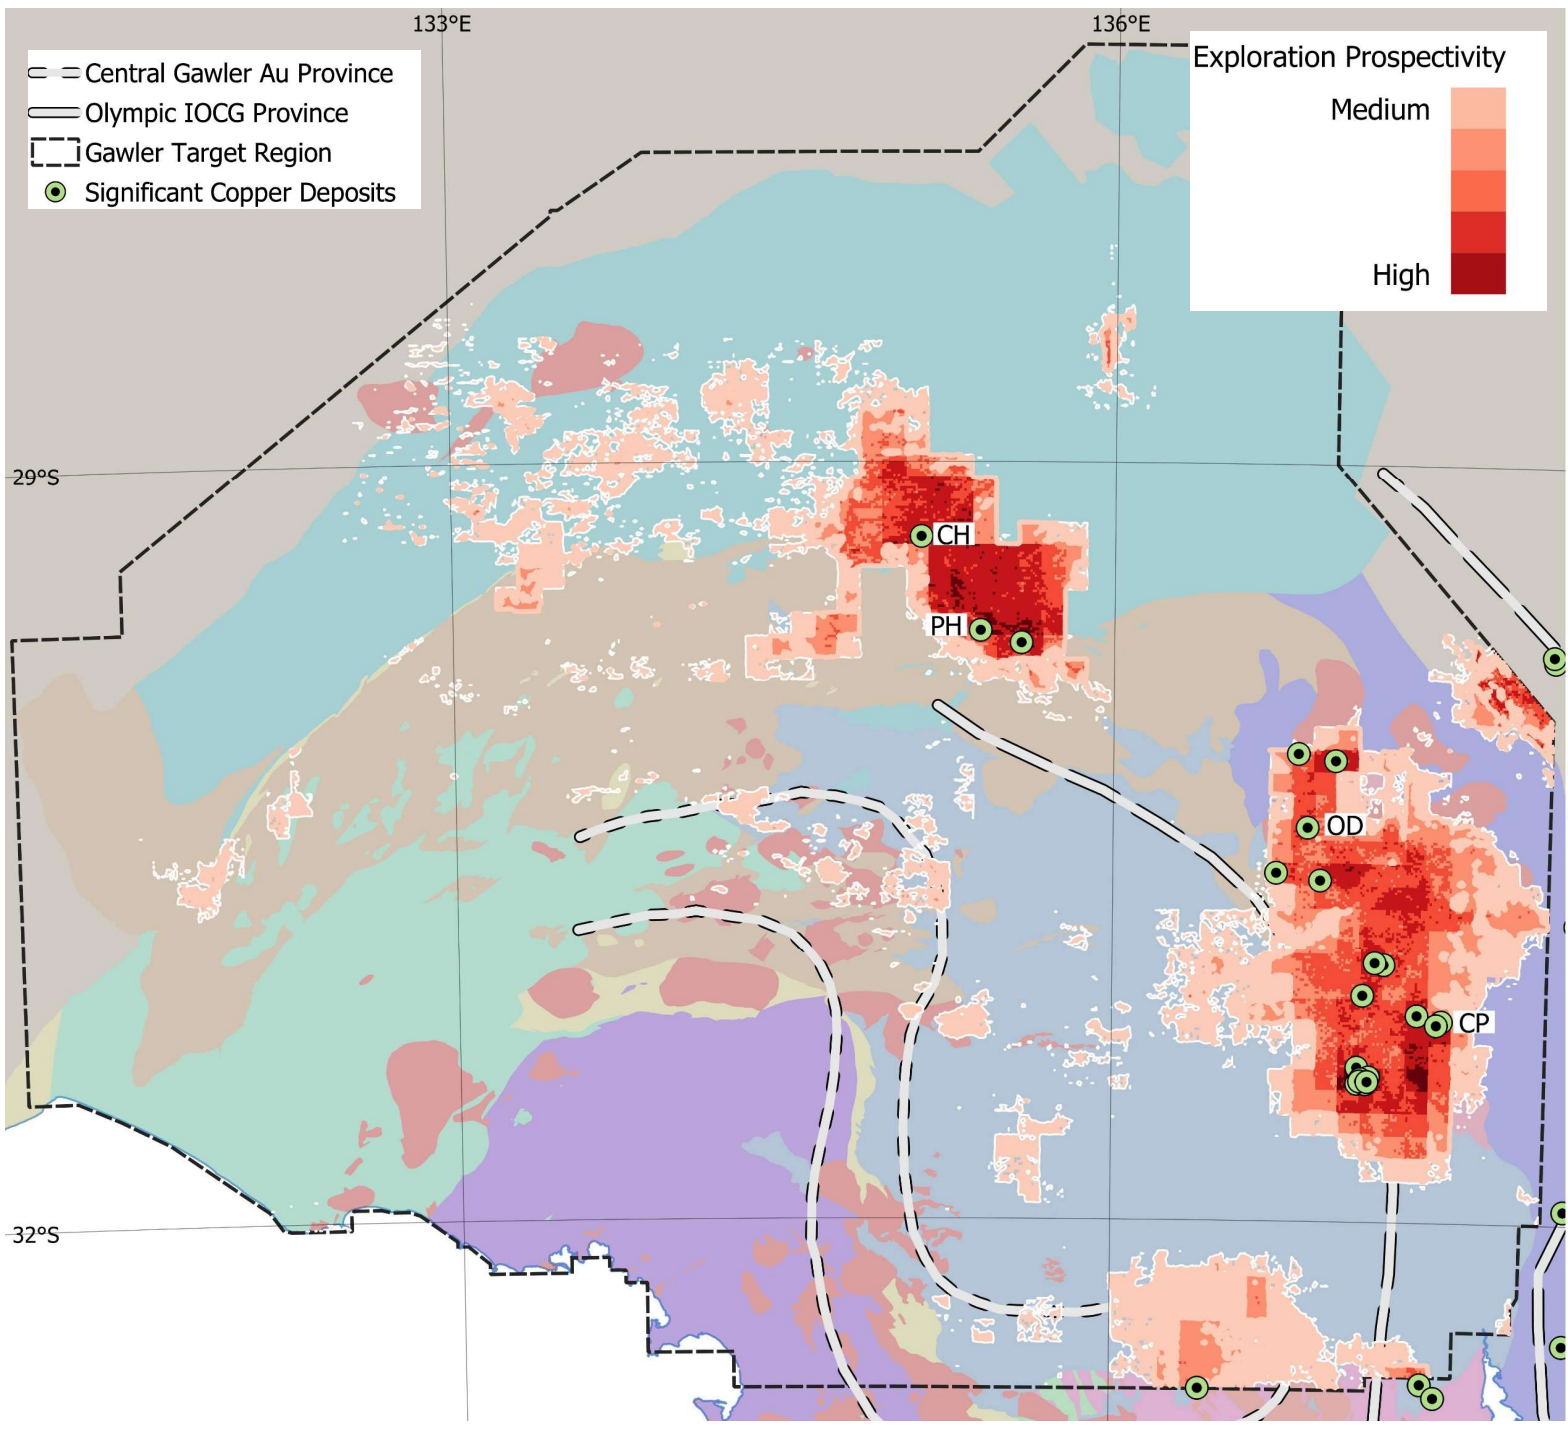 133°E
136°E
Central Gawler Au Province
Olympic IOCG Province
Gawler Target Region
Significant Copper Deposits
Exploration Prospectivity
Medium
High
29°S
CH
PH
OD
CP
32°S